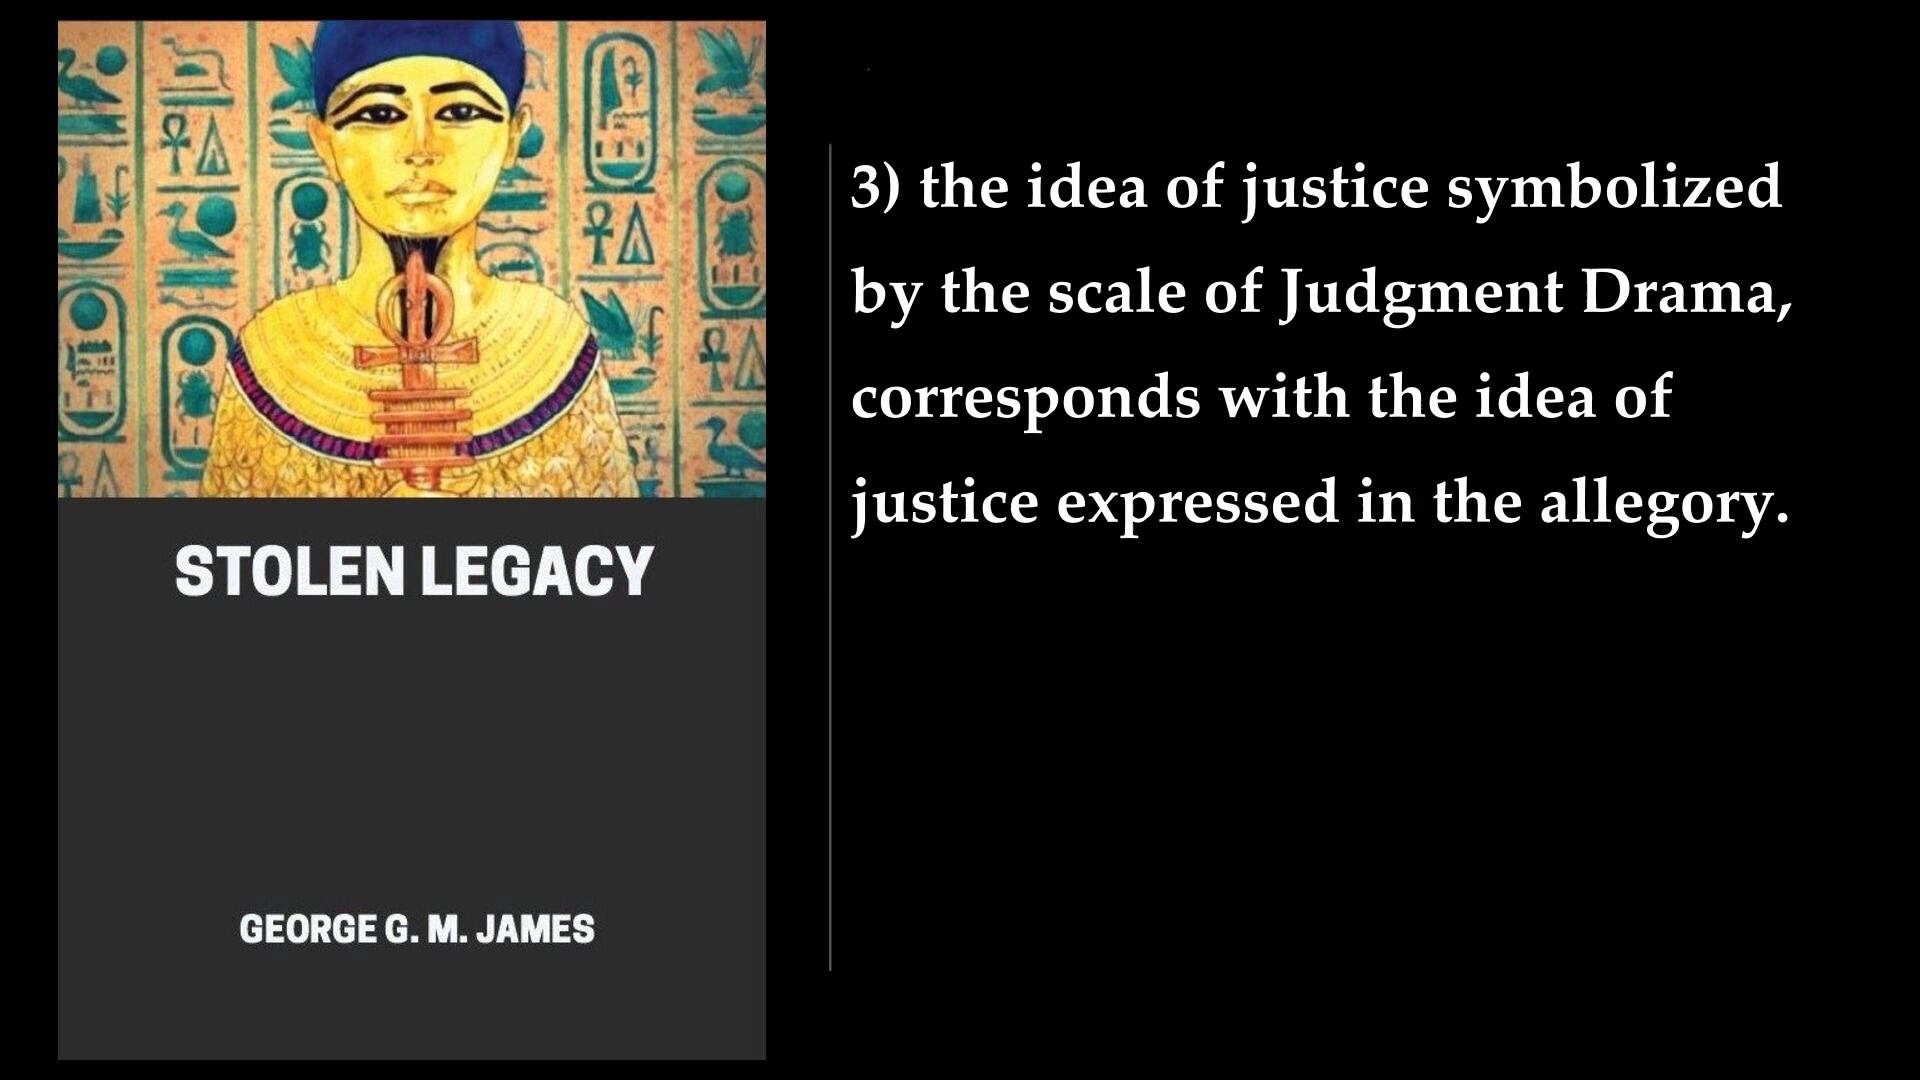 STOLEN LEGACY
GEORGE G. M. JAMES
3) the idea of justice symbolized
by the scale of Judgment Drama,
corresponds with the idea of
justice expressed in the allegory.